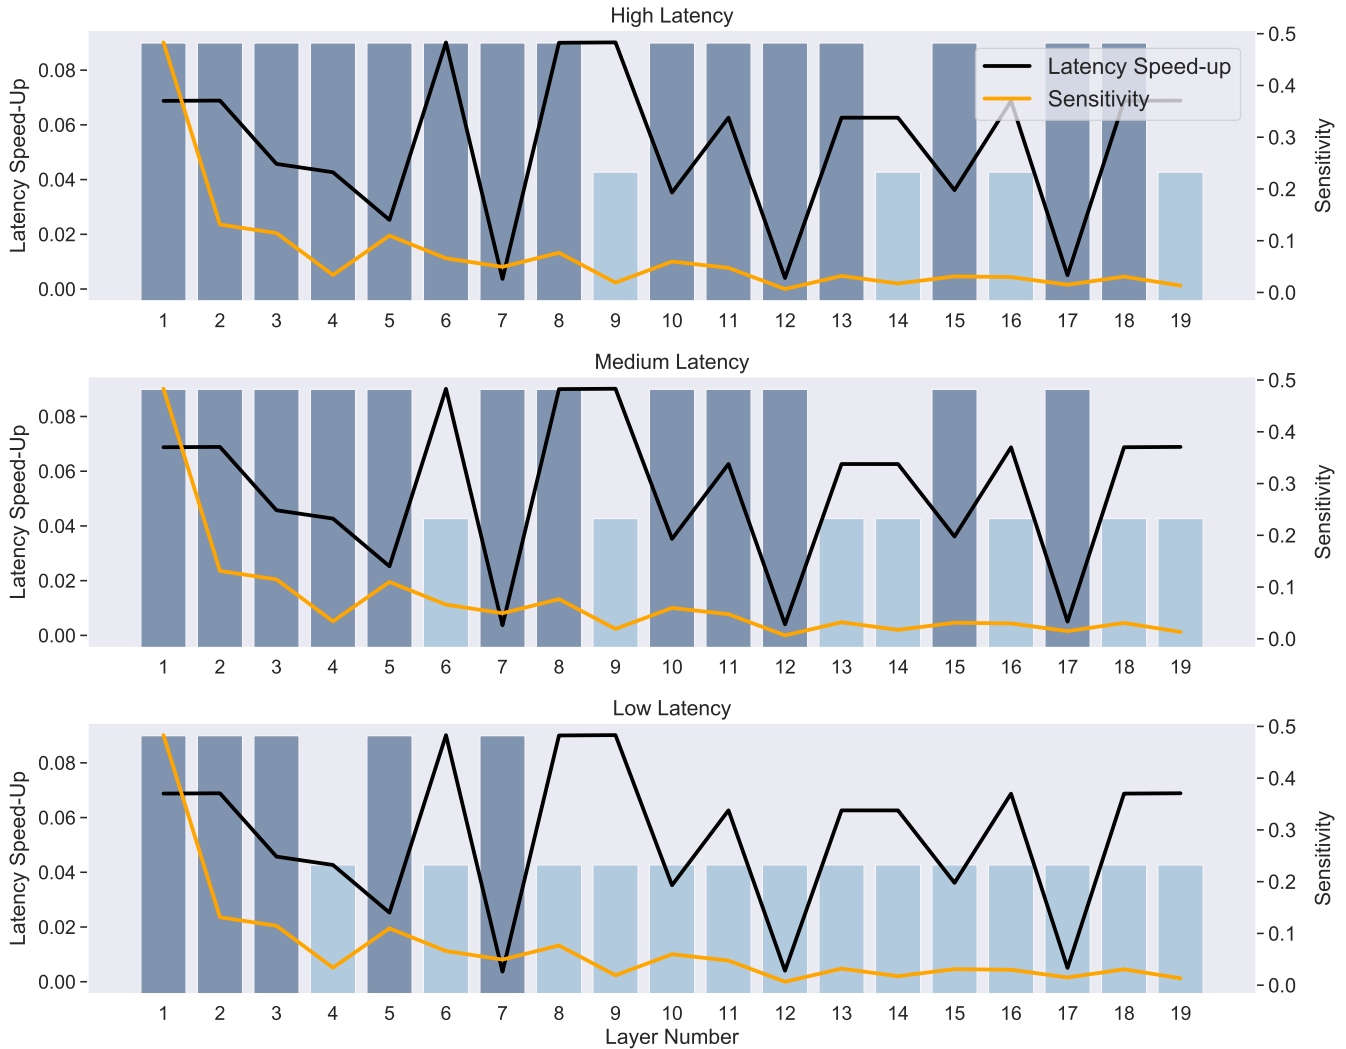 High Latency
Latency Speed-Up
0.08
0.06
0.04
0.02
0.00
0.5
0.4
0.3
0.2
0.1
0.0
Sensitivity
Latency Speed-up
Sensitivity
1 2 3 4 5 6 7 8 9 10 11 12 13 14 15 16 17 18 19
Medium Latency
Latency Speed-Up
0.08
0.06
0.04
0.02
0.00
0.5
0.4
0.3
0.2
0.1
0.0
Sensitivity
1 2 3 4 5 6 7 8 9 10 11 12 13 14 15 16 17 18 19
Low Latency
Latency Speed-Up
0.08
0.06
0.04
0.02
0.00
0.5
0.4
0.3
0.2
0.1
0.0
Sensitivity
1 2 3 4 5 6 7 8 9 10 11 12 13 14 15 16 17 18 19
Layer Number